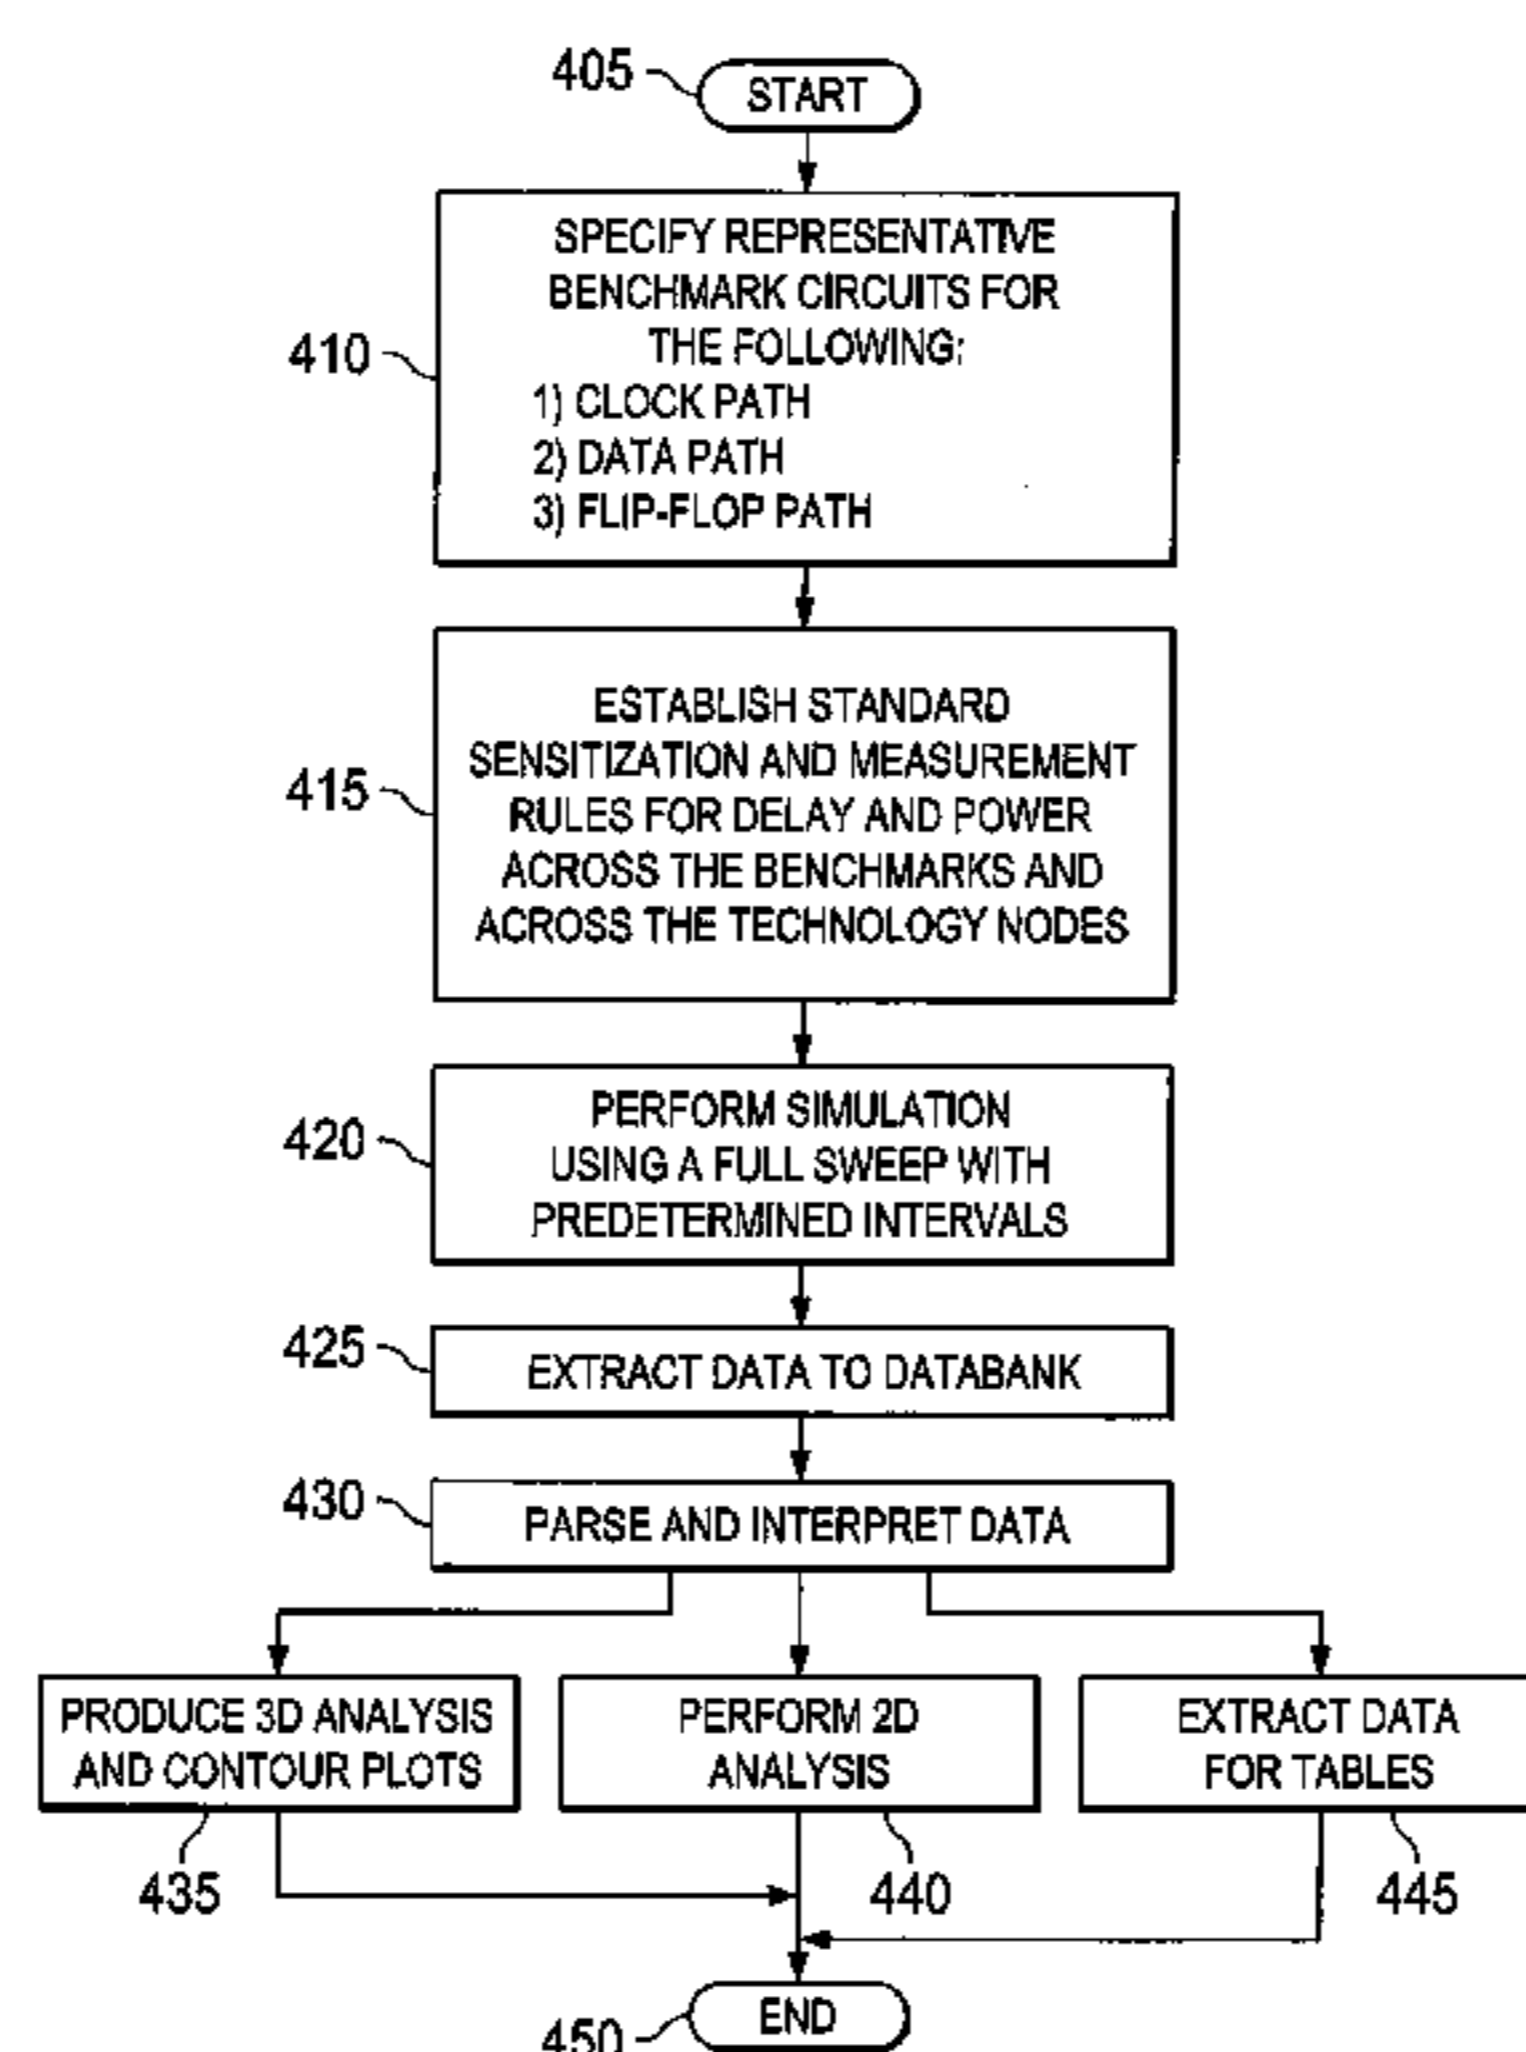 405
START
SPECIFY REPRESENTATIVE
BENCHMARK CIRCUITS FOR
THE FOLLOWING:
1) CLOCK PATH
2) DATA PATH
3) FLIP-FLOP PATH
410
ESTABLISH STANDARD
SENSITIZATION AND MEASUREMENT
RULES FOR DELAY AND POWER
ACROSS THE BENCHMARKS AND
ACROSS THE TECHNOLOGY NODES
415
PERFORM SIMULATION
USING A FULL SWEEP WITH
PREDETERMINED INTERVALS
420
425
EXTRACT DATA TO DATABANK
430
PARSE AND INTERPRET DATA
PRODUCE 3D ANALYSIS
AND CONTOUR PLOTS
435
PERFORM 2D
ANALYSIS
440
EXTRACT DATA
FOR TABLES
445
END
450